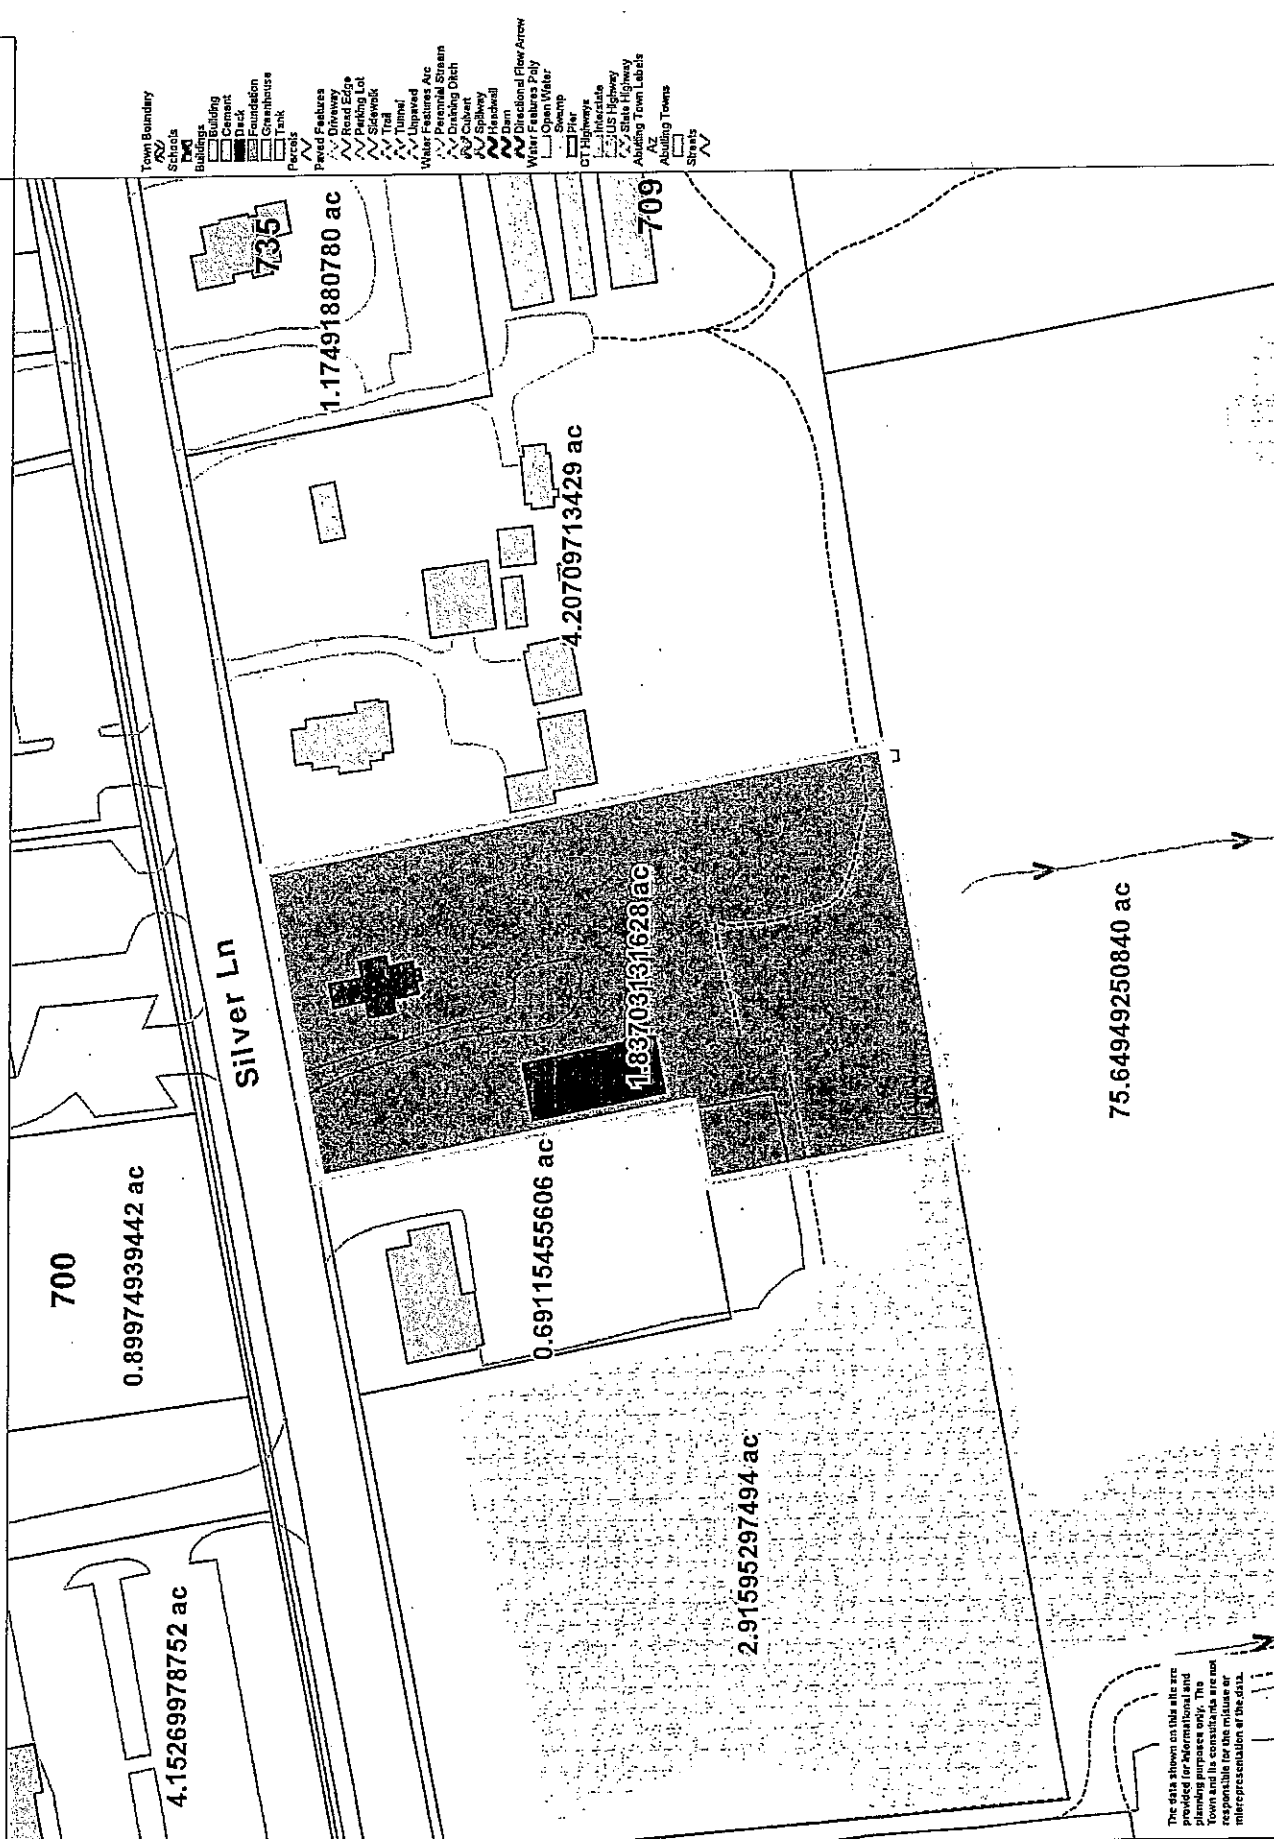 Town Boundary
Schools
Buildings
Building
Cement
Deck
Foundation
Greenhouse
Tank
Parcels
Paved Features
Driveway
Road Edge
Parking Lot
Sidewalk
Trail
Tunnel
Unpaved
Water Features Arc
Perennial Stream
Draining Ditch
Culvert
Spillway
Headwall
Dam
Directional Flow Arrow
Water Features Poly
Open Water
Swamp
Pier
CT Highways
Interstate
US Highway
State Highway
Abutting Town Labels
Az
Abutting Towns
Streets
735
1.17491880780 ac
709
4.20709713429 ac
Silver Ln
1.83703131628 ac
75.64949250840 ac
700
0.89974939442 ac
0.69115455606 ac
4.15269978752 ac
2.91595297494 ac
The data shown on this site are
provided for informational and
planning purposes only. The
Town and its consultants are not
responsible for the misuse or
misrepresentation of the data.